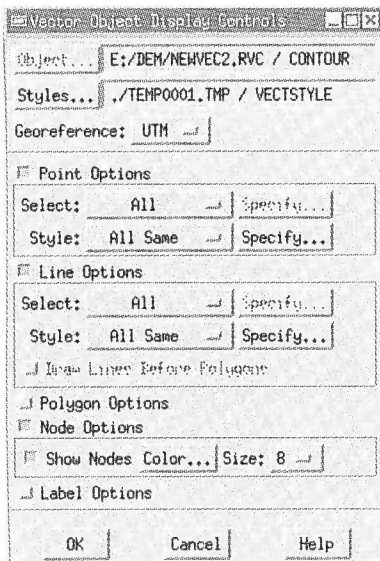 Vector Object Display Controls
Object... E:/DEM/NEWVEC2.RVC / CONTOUR
Styles... ./TEMP0001.TMP / VECTSTYLE
Georeference: UTM
Point Options
Select: All Specify...
Style: All Same Specify...
Line Options
Select: All Specify...
Style: All Same Specify...
Draw Lines Before Polygons
Polygon Options
Node Options
Show Nodes Color... Size: 8
Label Options
OK Cancel Help